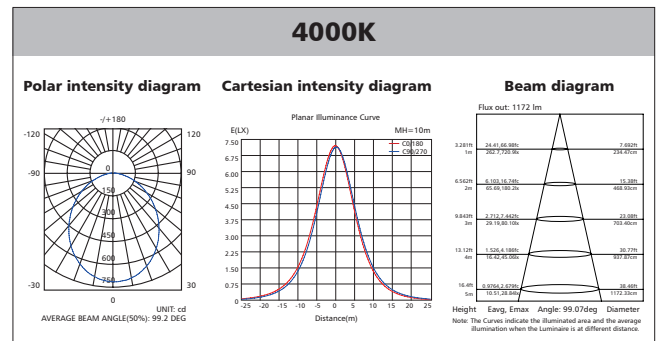 4000K
Polar intensity diagram
Cartesian intensity diagram
Beam diagram
-/+180
-120
120
-90
90
-30
30
0
0
150
300
450
600
750
UNIT: cd
AVERAGE BEAM ANGLE(50%): 99.2 DEG
Planar Illuminance Curve
E(LX)
MH=10m
C0/180
C90/270
7.50
6.75
6.00
5.25
4.50
3.75
3.00
2.25
1.50
0.75
0
-25 -20 -15 -10 -5 0 5 10 15 20 25
Distance(m)
Flux out: 1172 lm
3.281ft 24.41,66.98fc 7.692ft
1m 262.7,720.9lx 234.47cm
6.562ft 6.103,16.74fc 15.38ft
2m 65.69,180.2lx 468.93cm
9.843ft 2.712,7.442fc 23.08ft
3m 29.19,80.10lx 703.40cm
13.12ft 1.526,4.186fc 30.77ft
4m 16.42,45.06lx 937.87cm
16.4ft 0.9764,2.679fc 38.46ft
5m 10.51,28.84lx 1172.33cm
Height Eavg, Emax Angle: 99.07deg Diameter
Note: The Curves indicate the illuminated area and the average
illumination when the Luminaire is at different distance.